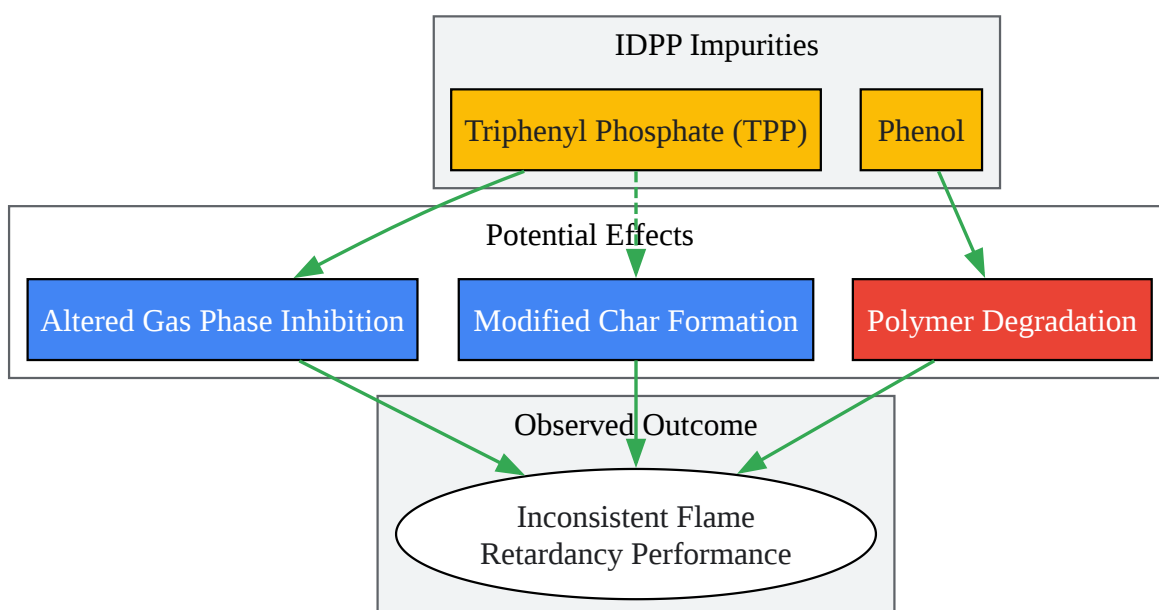 IDPP Impurities
Triphenyl Phosphate (TPP)
Phenol
Potential Effects
Altered Gas Phase Inhibition
Modified Char Formation
Polymer Degradation
Observed Outcome
Inconsistent Flame
Retardancy Performance